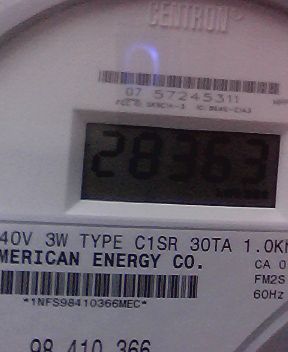 CENTRON®
07 57245311
28363
40V 3W TYPE C1SR 30TA 1.0K
MERICAN ENERGY CO.
CA 0
FM2S
60Hz
*1NFS98410366MEC*
98 410 366